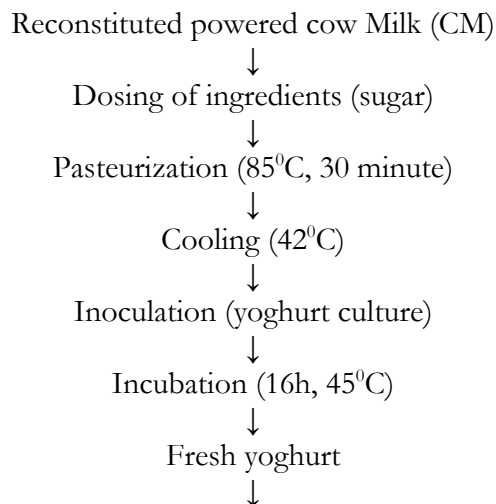 Reconstituted powered cow Milk (CM)
↓
Dosing of ingredients (sugar)
↓
Pasteurization (85⁰C, 30 minute)
↓
Cooling (42⁰C)
↓
Inoculation (yoghurt culture)
↓
Incubation (16h, 45⁰C)
↓
Fresh yoghurt
↓